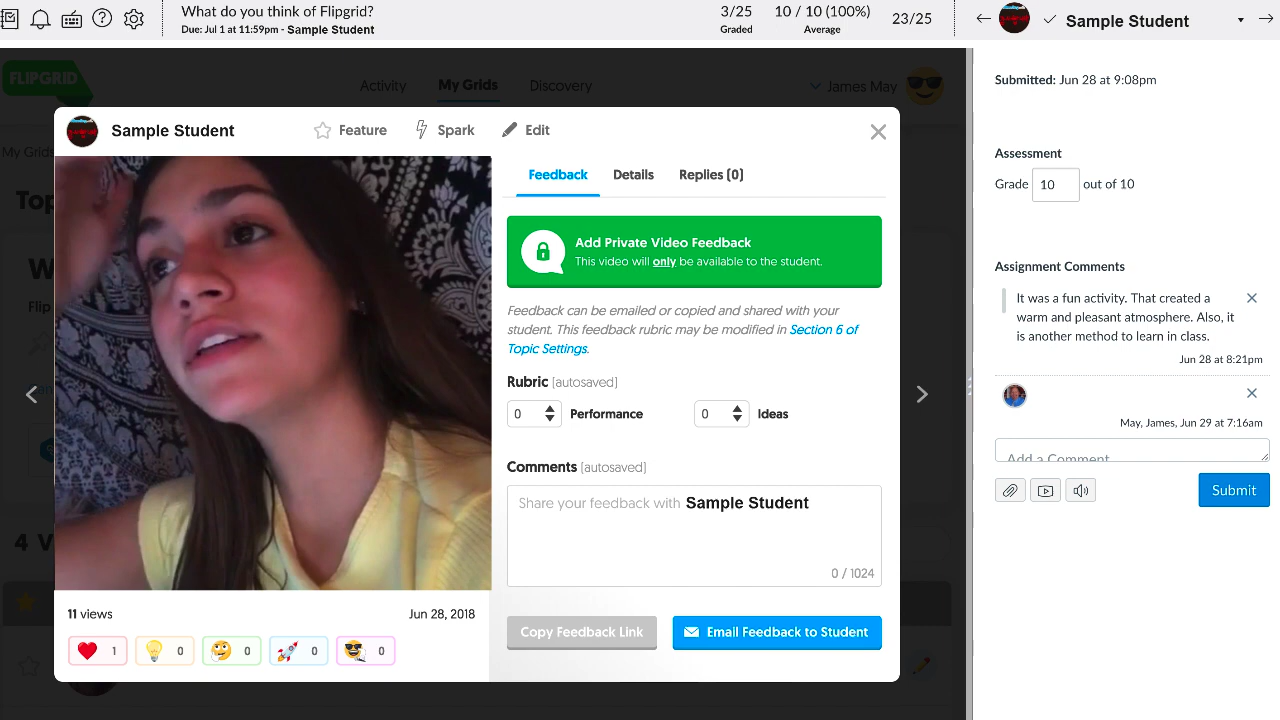 What do you think of Flipgrid?
Due: Jul 1 at 11:59pm - Sample Student
3/25
Graded
10 / 10 (100%)
Average
23/25
Sample Student
FLIPGRID
Activity
My Grids
Discovery
James May
My Grids
Top
W
Flip
4 V
Sample Student
Feature
Spark
Edit
Feedback
Details
Replies (0)
Add Private Video Feedback
This video will only be available to the student.
Feedback can be emailed or copied and shared with your
student. This feedback rubric may be modified in Section 6 of
Topic Settings.
Rubric [autosaved]
0 Performance
0 Ideas
Comments [autosaved]
Share your feedback with Sample Student
0 / 1024
11 views
Jun 28, 2018
1
0
0
0
0
Copy Feedback Link
Email Feedback to Student
Submitted: Jun 28 at 9:08pm
Assessment
Grade 10 out of 10
Assignment Comments
It was a fun activity. That created a
warm and pleasant atmosphere. Also, it
is another method to learn in class.
Jun 28 at 8:21pm
May, James, Jun 29 at 7:16am
Add a Comment
Submit